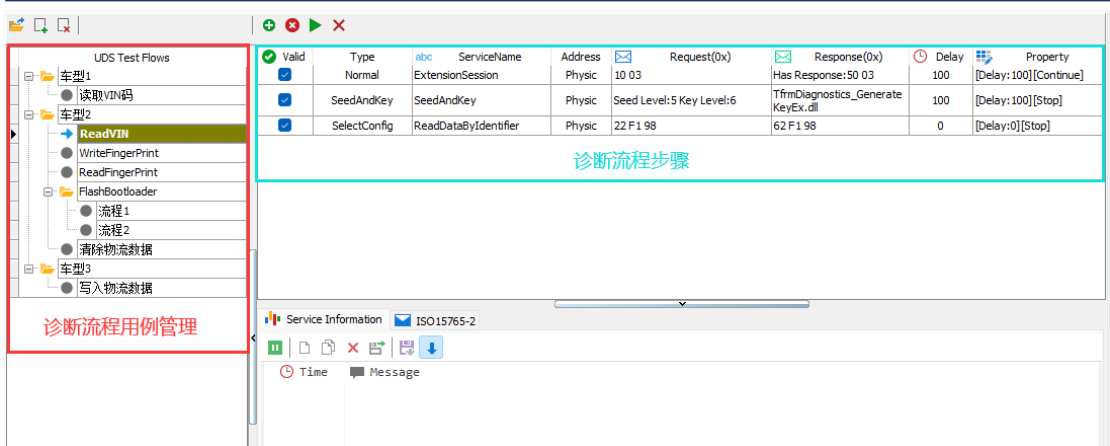 UDS Test Flows
车型1
读取VIN码
车型2
ReadVIN
WriteFingerPrint
ReadFingerPrint
FlashBootloader
流程1
流程2
清除物流数据
车型3
写入物流数据
诊断流程用例管理
Valid Type abc ServiceName Address Request(0x) Response(0x) Delay Property
Normal ExtensionSession Physic 10 03 Has Response:50 03 100 [Delay:100][Continue]
SeedAndKey SeedAndKey Physic Seed Level:5 Key Level:6 TfrmDiagnostics_Generate 100 [Delay:100][Stop]
KeyEx.dll
SelectConfig ReadDataByIdentifier Physic 22 F1 98 62 F1 98 0 [Delay:0][Stop]
诊断流程步骤
Service Information ISO15765-2
Time Message